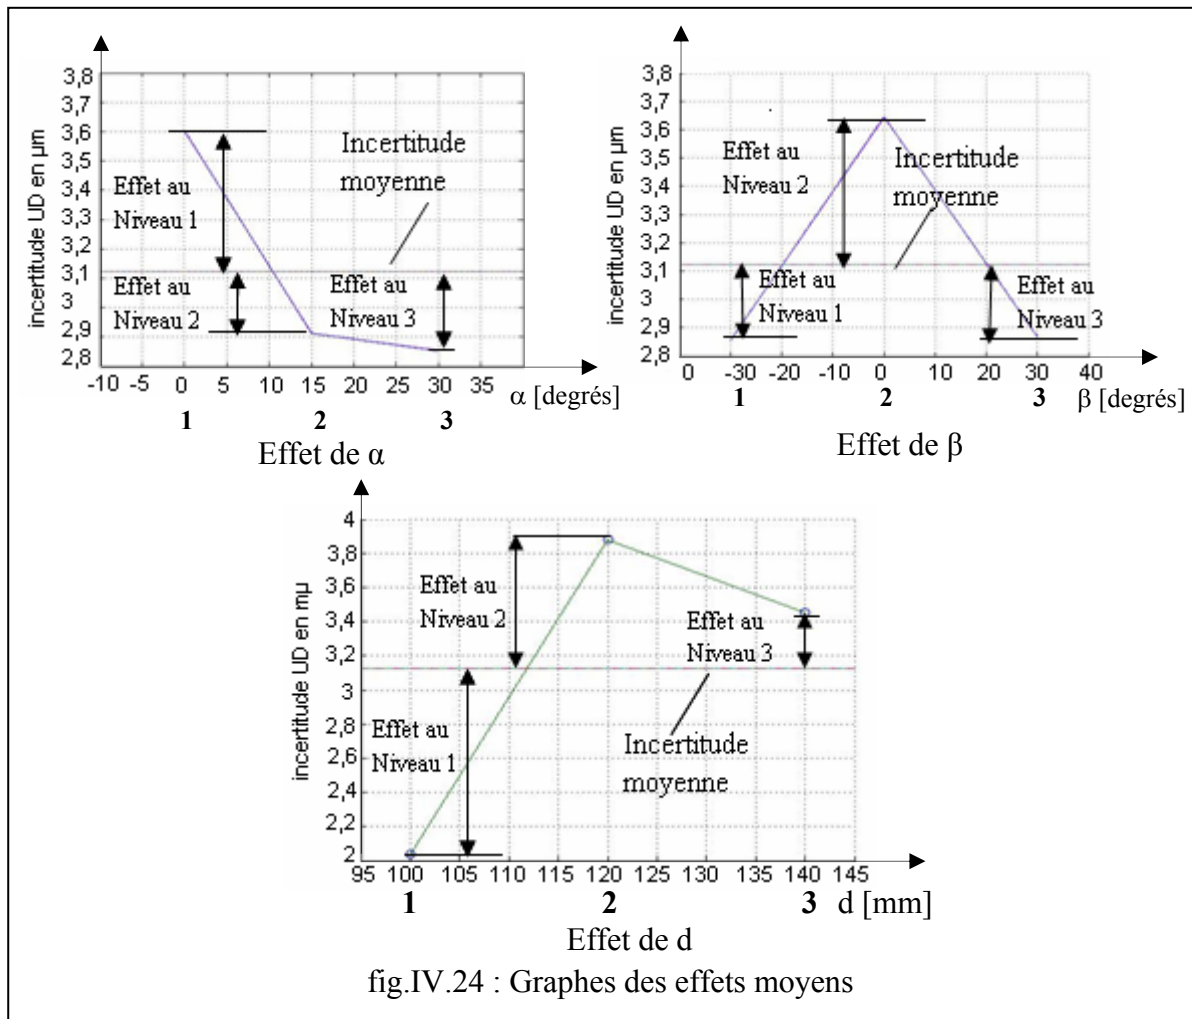 3,8
3,7
3,6
3,5
3,4
3,3
3,2
3,1
3
2,9
2,8
incertitude UD en µm
Effet au
Niveau 1
Incertitude
moyenne
Effet au
Niveau 2
Effet au
Niveau 3
-10 -5 0 5 10 15 20 25 30 35
α [degrés]
1 2 3
Effet de α
3,8
3,7
3,6
3,5
3,4
3,3
3,2
3,1
3
2,9
2,8
incertitude UD en µm
Effet au
Niveau 2
Incertitude
moyenne
Effet au
Niveau 1
Effet au
Niveau 3
0 -30 -20 -10 0 10 20 30 40
1 2 3 β [degrés]
Effet de β
4
3,8
3,6
3,4
3,2
3
2,8
2,6
2,4
2,2
2
incertitude UD en mµ
Effet au
Niveau 2
Effet au
Niveau 3
Effet au
Niveau 1
Incertitude
moyenne
95 100 105 110 115 120 125 130 135 140 145
1 2 3 d [mm]
Effet de d
fig.IV.24 : Graphes des effets moyens